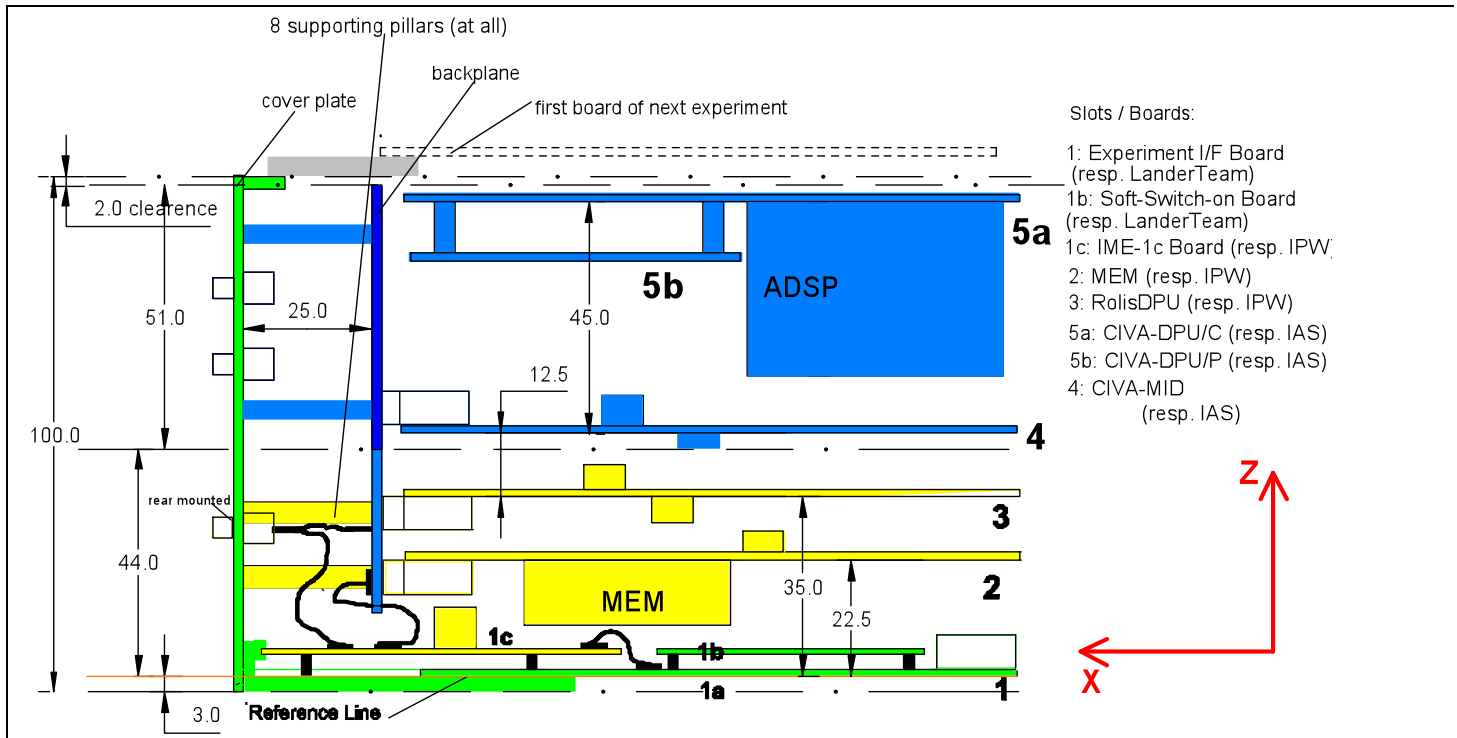 8 supporting pillars (at all)
backplane
cover plate
first board of next experiment
2.0 clearence
51.0
25.0
45.0
12.5
100.0
44.0
35.0
22.5
3.0
rear mounted
5a
5b
ADSP
4
3
2
MEM
1c
1b
1a
1
Reference Line
Z
X
Slots / Boards:
1: Experiment I/F Board
(resp. LanderTeam)
1b: Soft-Switch-on Board
(resp. LanderTeam)
1c: IME-1c Board (resp. IPW)
2: MEM (resp. IPW)
3: RolisDPU (resp. IPW)
5a: CIVA-DPU/C (resp. IAS)
5b: CIVA-DPU/P (resp. IAS)
4: CIVA-MID
(resp. IAS)